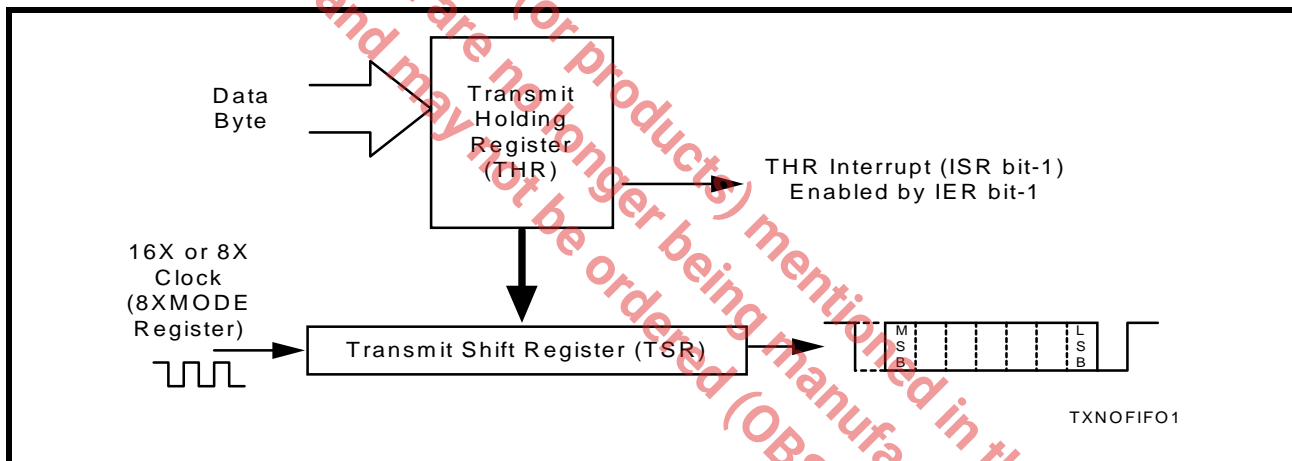 Data
Byte
Transmit
Holding
Register
(THR)
THR Interrupt (ISR bit-1)
Enabled by IER bit-1
16X or 8X
Clock
(8XMODE
Register)
Transmit Shift Register (TSR)
M
S
B
L
S
B
TXNOFIFO1
(or products) mentioned in
are no longer being
and may not be ordered